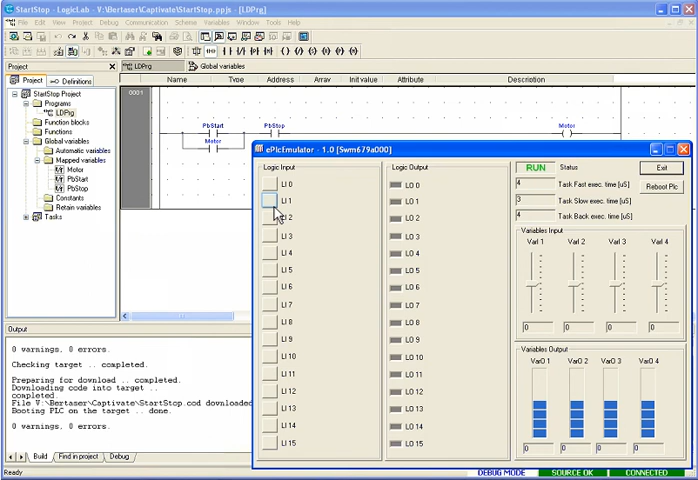 StartStop - LogicLab - V:\Bertaser\Captivate\StartStop.ppjs - [LDPrg]
File Edit View Project Debug Communication Scheme Variables Window Tools Help
Project
LDPrg
Global variables
Project Definitions
Name Type Address Array Init value Attribute Description
StartStop Project
Programs
LDPrg
Function blocks
Functions
Global variables
Automatic variables
Mapped variables
Motor
PbStart
PbStop
Constants
Retain variables
Tasks
0001
PbStart PbStop Motor
Motor
ePlcEmulator - 1.0 [Swm679a000]
Logic Input
LI 0
LI 1
LI 2
LI 3
LI 4
LI 5
LI 6
LI 7
LI 8
LI 9
LI 10
LI 11
LI 12
LI 13
LI 14
LI 15
Logic Output
LO 0
LO 1
LO 2
LO 3
LO 4
LO 5
LO 6
LO 7
LO 8
LO 9
LO 10
LO 11
LO 12
LO 13
LO 14
LO 15
RUN Status Exit
4 Task Fast exec. time [uS] Reboot Plc
3 Task Slow exec. time [uS]
4 Task Back exec. time [uS]
Variables Input
VarI 1 VarI 2 VarI 3 VarI 4
0 0 0 0
Variables Output
VarO 1 VarO 2 VarO 3 VarO 4
0 0 0 0
Output
0 warnings, 0 errors.
Checking target .. completed.
Preparing for download .. completed.
Downloading code into target ..
completed.
File V:\Bertaser\Captivate\StartStop.cod downloaded
Booting PLC on the target .. done.
0 warnings, 0 errors.
Build Find in project Debug
Ready DEBUG MODE SOURCE OK CONNECTED